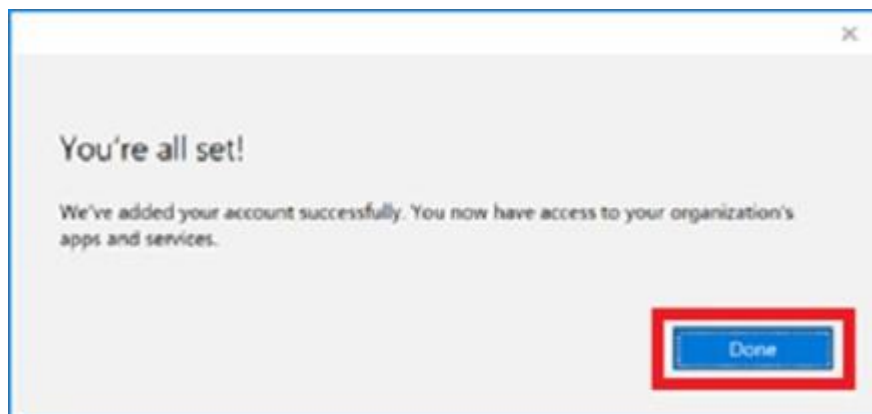 You're all set!
We've added your account successfully. You now have access to your organization's
apps and services.
Done